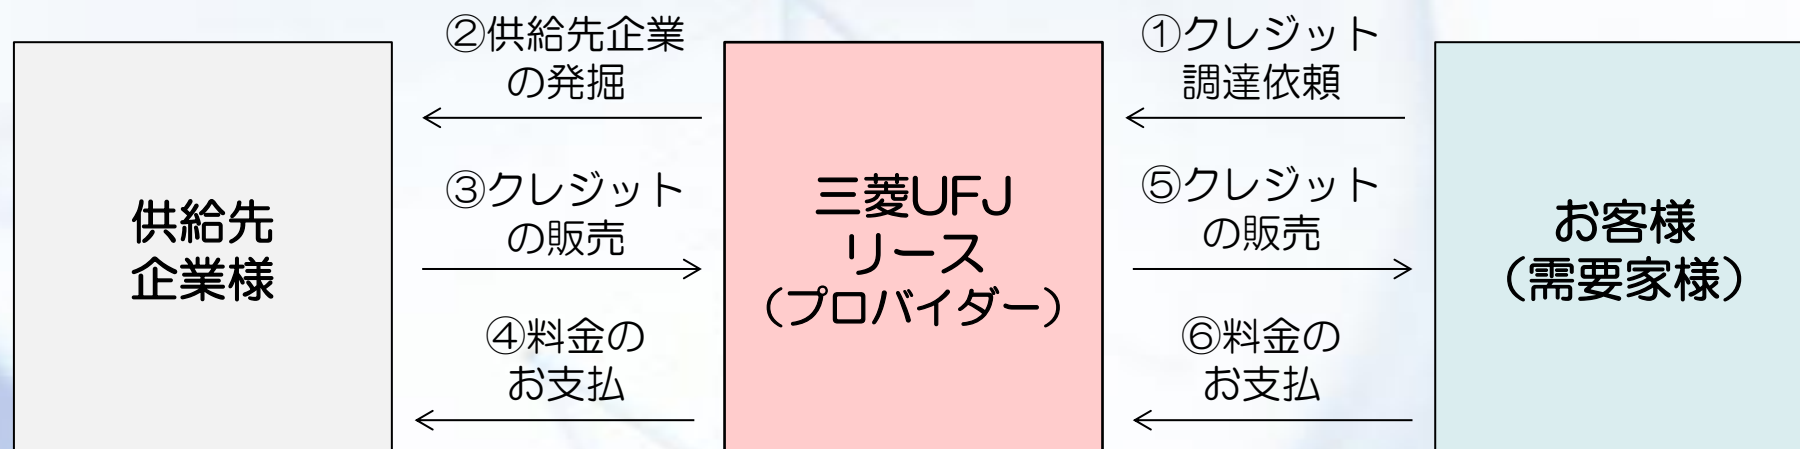 供給先
企業様
②供給先企業
の発掘
③クレジット
の販売
④料金の
お支払
三菱UFJ
リース
（プロバイダー）
①クレジット
調達依頼
⑤クレジット
の販売
⑥料金の
お支払
お客様
（需要家様）